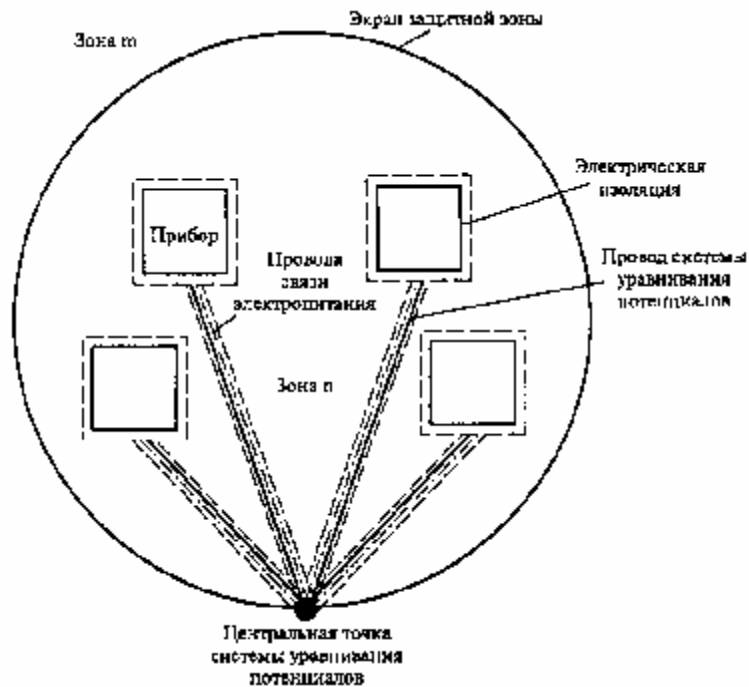 Экран защитной зоны
Зона m
Электрическая
изоляция
Прибор
Провода
связи
электропитания
Провод системы
уравнивания
потенциалов
Зона n
Центральная точка
системы уравнивания
потенциалов